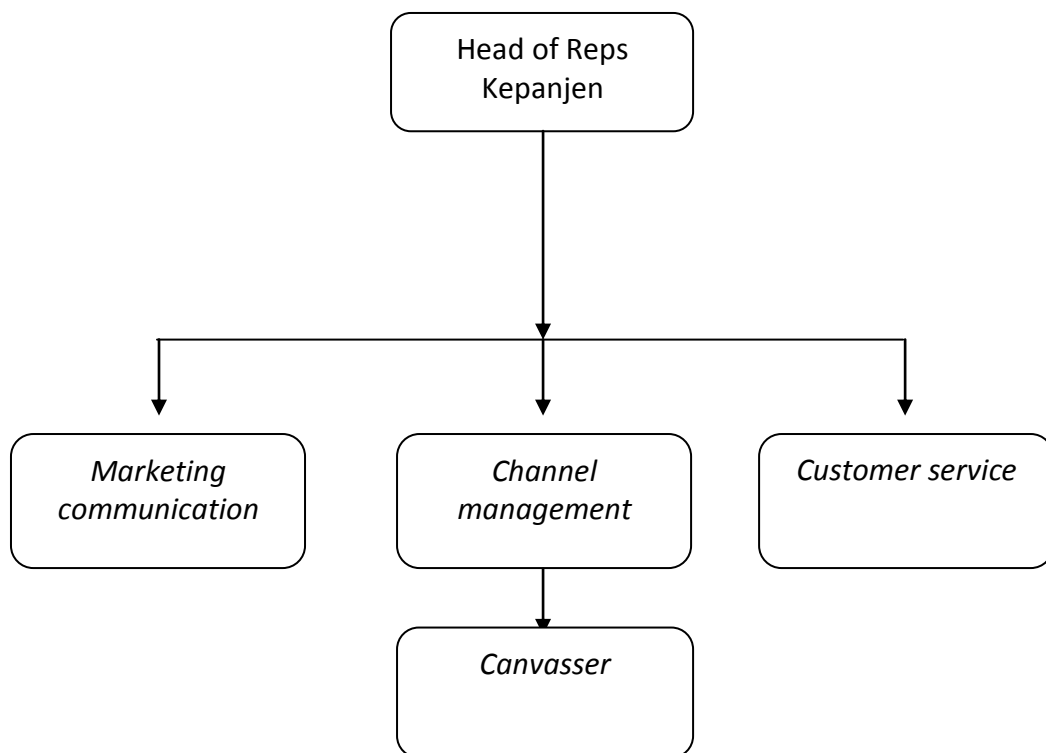 Head of Reps
Kepanjen
Marketing
communication
Channel
management
Customer service
Canvasser